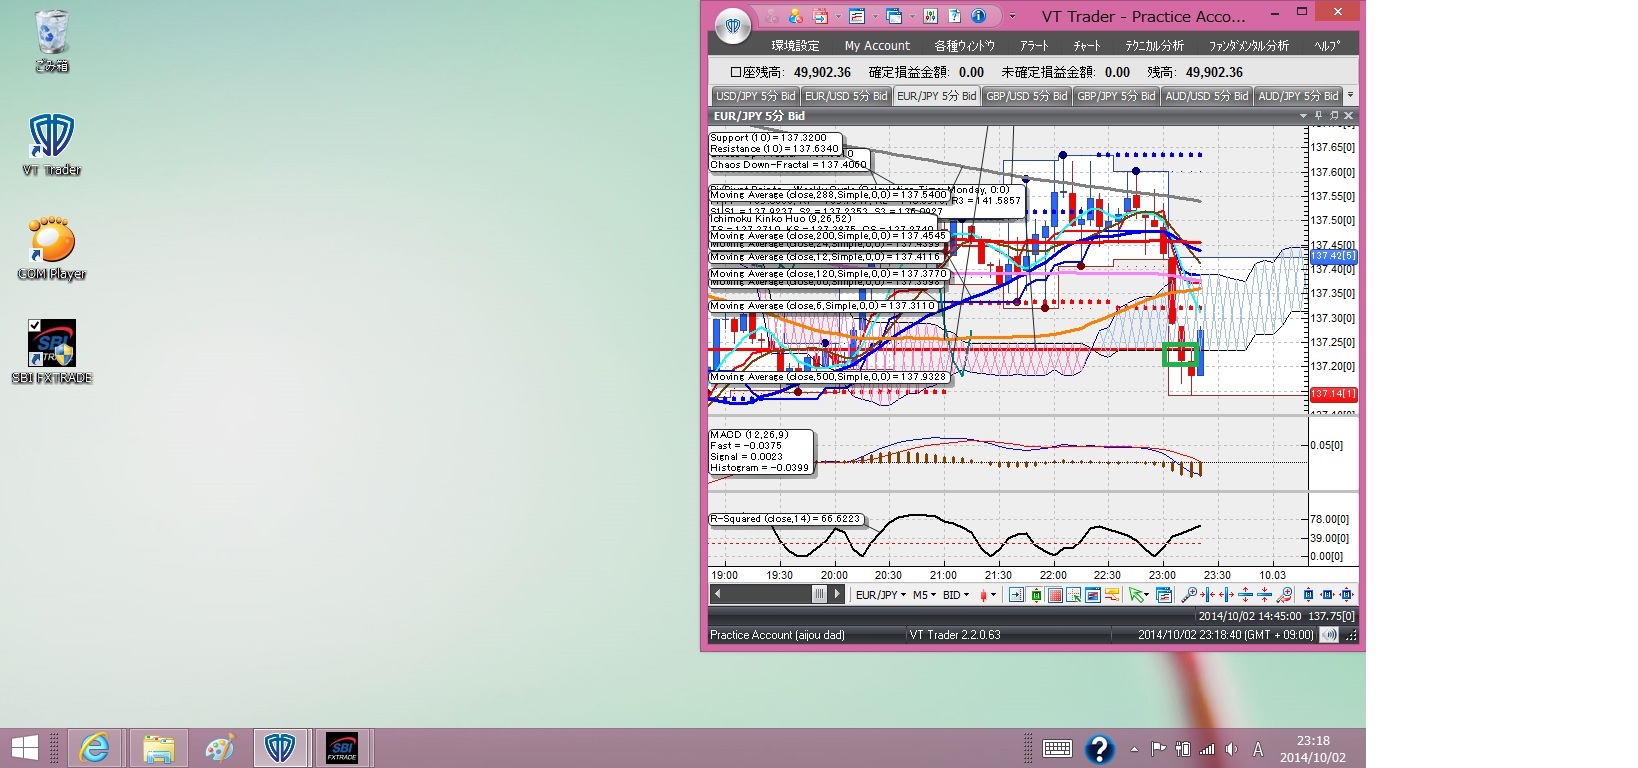 ごみ箱
VT Trader
COM Player
SBI FXTRADE
VT Trader - Practice Acco...
環境設定 My Account 各種ウィンドウ アラート チャート テクニカル分析 ファンダメンタル分析 ヘルプ
口座残高: 49,902.36 確定損益金額: 0.00 未確定損益金額: 0.00 残高: 49,902.36
USD/JPY 5分 Bid EUR/USD 5分 Bid EUR/JPY 5分 Bid GBP/USD 5分 Bid GBP/JPY 5分 Bid AUD/USD 5分 Bid AUD/JPY 5分 Bid
EUR/JPY 5分 Bid
Support (10) = 137.3200
Resistance (10) = 137.6340
Chaos Down-Fractal = 137.4060
Moving Average (close,288,Simple,0,0) = 137.5400
R3 = 141.5857
Ichimoku Kinko Huo (9,26,52)
Moving Average (close,200,Simple,0,0) = 137.4545
Moving Average (close,12,Simple,0,0) = 137.4116
Moving Average (close,120,Simple,0,0) = 137.3770
Moving Average (close,6,Simple,0,0) = 137.3110
Moving Average (close,500,Simple,0,0) = 137.9328
137.65[0]
137.60[0]
137.55[0]
137.50[0]
137.45[0]
137.42[5]
137.40[0]
137.35[0]
137.30[0]
137.25[0]
137.20[0]
137.14[1]
MACD (12,26,9)
Fast = -0.0375
Signal = 0.0023
Histogram = -0.0399
0.05[0]
R-Squared (close,14) = 66.6223
78.00[0]
39.00[0]
0.00[0]
19:00 19:30 20:00 20:30 21:00 21:30 22:00 22:30 23:00 23:30 10.03
EUR/JPY M5 BID
2014/10/02 14:45:00 137.75[0]
Practice Account (aijou dad) VT Trader 2.2.0.63 2014/10/02 23:18:40 (GMT + 09:00)
SBI
FXTRADE
A
23:18
2014/10/02